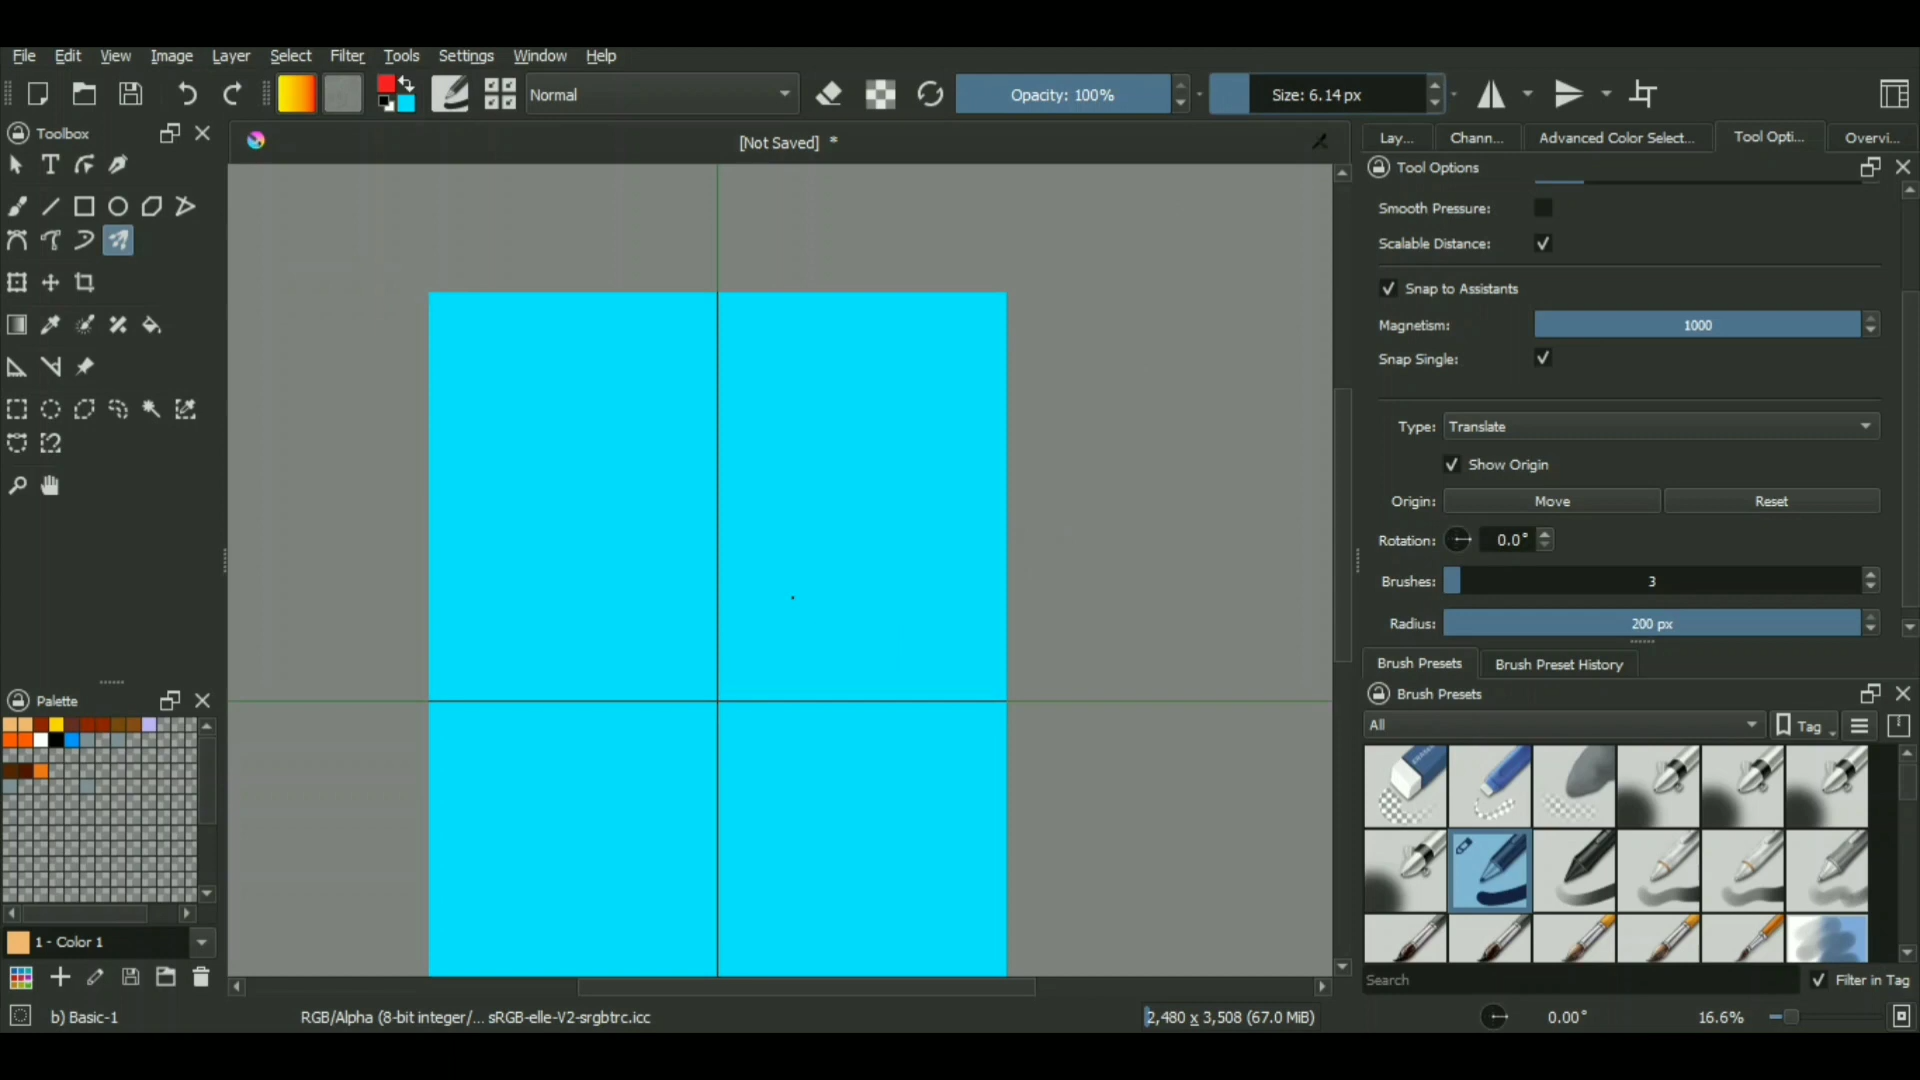 File Edit View Image Layer Select Filter Tools Settings Window Help
Normal
Opacity: 100%
Size: 6.14 px
Toolbox
[Not Saved] *
Lay... Chann... Advanced Color Select... Tool Opti... Overvi...
Tool Options
Smooth Pressure:
Scalable Distance:
Snap to Assistants
Magnetism: 1000
Snap Single:
Type: Translate
Show Origin
Origin: Move Reset
Rotation: 0.0°
Brushes: 3
Radius: 200 px
Brush Presets Brush Preset History
Brush Presets
All
Tag
Palette
1 - Color 1
Search
Filter in Tag
b) Basic-1
RGB/Alpha (8-bit integer/... sRGB-elle-V2-srgbtrc.icc
2,480 x 3,508 (67.0 MiB)
0.00°
16.6%